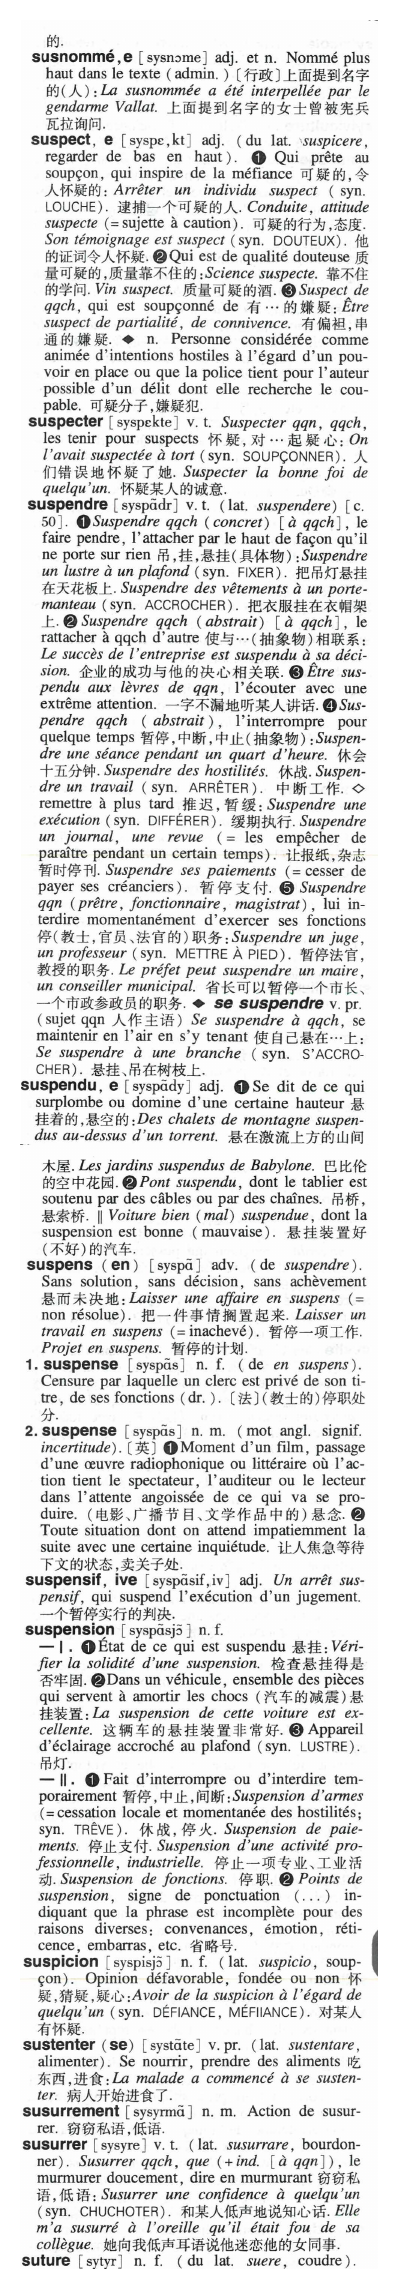 的.
susnommé, e [sysnɔme] adj. et n. Nommé plus
haut dans le texte (admin.)〔行政〕上面提到名字
的(人):La susnommée a été interpellée par le
gendarme Vallat. 上面提到名字的女士曾被宪兵
瓦拉询问.
suspect, e [syspɛ,kt] adj. (du lat. suspicere,
regarder de bas en haut). ❶ Qui prête au
soupçon, qui inspire de la méfiance 可疑的,令
人怀疑的: Arrêter un individu suspect (syn.
LOUCHE). 逮捕一个可疑的人. Conduite, attitude
suspecte (= sujette à caution). 可疑的行为,态度.
Son témoignage est suspect (syn. DOUTEUX). 他
的证词令人怀疑. ❷ Qui est de qualité douteuse 质
量可疑的,质量靠不住的:Science suspecte. 靠不住
的学问. Vin suspect. 质量可疑的酒. ❸ Suspect de
qqch, qui est soupçonné de 有…的嫌疑: Être
suspect de partialité, de connivence. 有偏袒,串
通的嫌疑. ◆ n. Personne considérée comme
animée d'intentions hostiles à l'égard d'un pou-
voir en place ou que la police tient pour l'auteur
possible d'un délit dont elle recherche le cou-
pable. 可疑分子,嫌疑犯.
suspecter [syspɛkte] v. t. Suspecter qqn, qqch,
les tenir pour suspects 怀疑,对…起疑心: On
l'avait suspectée à tort (syn. SOUPÇONNER). 人
们错误地怀疑了她. Suspecter la bonne foi de
quelqu'un. 怀疑某人的诚意.
suspendre [syspɑ̃dr] v. t. (lat. suspendere) [c.
50]. ❶ Suspendre qqch (concret) [à qqch], le
faire pendre, l'attacher par le haut de façon qu'il
ne porte sur rien 吊,挂,悬挂(具体物):Suspendre
un lustre à un plafond (syn. FIXER). 把吊灯悬挂
在天花板上. Suspendre des vêtements à un porte-
manteau (syn. ACCROCHER). 把衣服挂在衣帽架
上. ❷ Suspendre qqch (abstrait) [à qqch], le
rattacher à qqch d'autre 使与…(抽象物)相联系:
Le succès de l'entreprise est suspendu à sa déci-
sion. 企业的成功与他的决心相关联. ❸ Être sus-
pendu aux lèvres de qqn, l'écouter avec une
extrême attention. 一字不漏地听某人讲话. ❹ Sus-
pendre qqch (abstrait), l'interrompre pour
quelque temps 暂停,中断,中止(抽象物):Suspen-
dre une séance pendant un quart d'heure. 休会
十五分钟. Suspendre des hostilités. 休战. Suspen-
dre un travail (syn. ARRÊTER). 中断工作. ◇
remettre à plus tard 推迟,暂缓: Suspendre une
exécution (syn. DIFFÉRER). 缓期执行. Suspendre
un journal, une revue (= les empêcher de
paraître pendant un certain temps). 让报纸,杂志
暂时停刊. Suspendre ses paiements (= cesser de
payer ses créanciers). 暂停支付. ❺ Suspendre
qqn (prêtre, fonctionnaire, magistrat), lui in-
terdire momentanément d'exercer ses fonctions
停(教士,官员、法官的)职务:Suspendre un juge,
un professeur (syn. METTRE À PIED). 暂停法官,
教授的职务. Le préfet peut suspendre un maire,
un conseiller municipal. 省长可以暂停一个市长、
一个市政参政员的职务. ◆ se suspendre v. pr.
(sujet qqn 人作主语) Se suspendre à qqch, se
maintenir en l'air en s'y tenant 使自己悬在…上:
Se suspendre à une branche (syn. S'ACCRO-
CHER). 悬挂、吊在树枝上.
suspendu, e [syspɑ̃dy] adj. ❶ Se dit de ce qui
surplombe ou domine d'une certaine hauteur 悬
挂着的,悬空的:Des chalets de montagne suspen-
dus au-dessus d'un torrent. 悬在激流上方的山间
木屋. Les jardins suspendus de Babylone. 巴比伦
的空中花园. ❷ Pont suspendu, dont le tablier est
soutenu par des câbles ou par des chaînes. 吊桥,
悬索桥. ‖ Voiture bien (mal) suspendue, dont la
suspension est bonne (mauvaise). 悬挂装置好
(不好)的汽车.
suspens (en) [syspɑ̃] adv. (de suspendre).
Sans solution, sans décision, sans achèvement
悬而未决地: Laisser une affaire en suspens (=
non résolue). 把一件事情搁置起来. Laisser un
travail en suspens (= inachevé). 暂停一项工作.
Projet en suspens. 暂停的计划.
1. suspense [syspɑ̃s] n. f. (de en suspens).
Censure par laquelle un clerc est privé de son ti-
tre, de ses fonctions (dr.). 〔法〕(教士的)停职处
分.
2. suspense [syspɑ̃s] n. m. (mot angl. signif.
incertitude). 〔英〕❶ Moment d'un film, passage
d'une œuvre radiophonique ou littéraire où l'ac-
tion tient le spectateur, l'auditeur ou le lecteur
dans l'attente angoissée de ce qui va se pro-
duire. (电影、广播节目、文学作品中的)悬念. ❷
Toute situation dont on attend impatiemment la
suite avec une certaine inquiétude. 让人焦急等待
下文的状态,卖关子处.
suspensif, ive [syspɑ̃sif,iv] adj. Un arrêt sus-
pensif, qui suspend l'exécution d'un jugement.
一个暂停实行的判决.
suspension [syspɑ̃sjɔ̃] n. f.
— Ⅰ. ❶ État de ce qui est suspendu 悬挂:Véri-
fier la solidité d'une suspension. 检查悬挂得是
否牢固. ❷ Dans un véhicule, ensemble des pièces
qui servent à amortir les chocs (汽车的减震)悬
挂装置: La suspension de cette voiture est ex-
cellente. 这辆车的悬挂装置非常好. ❸ Appareil
d'éclairage accroché au plafond (syn. LUSTRE).
吊灯.
— Ⅱ. ❶ Fait d'interrompre ou d'interdire tem-
porairement 暂停,中止,间断:Suspension d'armes
(= cessation locale et momentanée des hostilités;
syn. TRÊVE). 休战,停火. Suspension de paie-
ments. 停止支付. Suspension d'une activité pro-
fessionnelle, industrielle. 停止一项专业、工业活
动. Suspension de fonctions. 停职. ❷ Points de
suspension, signe de ponctuation (...) in-
diquant que la phrase est incomplète pour des
raisons diverses: convenances, émotion, réti-
cence, embarras, etc. 省略号.
suspicion [syspisjɔ̃] n. f. (lat. suspicio, soup-
çon). Opinion défavorable, fondée ou non 怀
疑,猜疑,疑心:Avoir de la suspicion à l'égard de
quelqu'un (syn. DÉFIANCE, MÉFIIANCE). 对某人
有怀疑.
sustenter (se) [systɑ̃te] v. pr. (lat. sustentare,
alimenter). Se nourrir, prendre des aliments 吃
东西,进食:La malade a commencé à se susten-
ter. 病人开始进食了.
susurrement [sysyrmɑ̃] n. m. Action de susur-
rer. 窃窃私语,低语.
susurrer [sysyre] v. t. (lat. susurrare, bourdon-
ner). Susurrer qqch, que (+ind. [à qqn]), le
murmurer doucement, dire en murmurant 窃窃私
语,低语: Susurrer une confidence à quelqu'un
(syn. CHUCHOTER). 和某人低声地说知心话. Elle
m'a susurré à l'oreille qu'il était fou de sa
collègue. 她向我低声耳语说他迷恋他的女同事.
suture [sytyr] n. f. (du lat. suere, coudre).